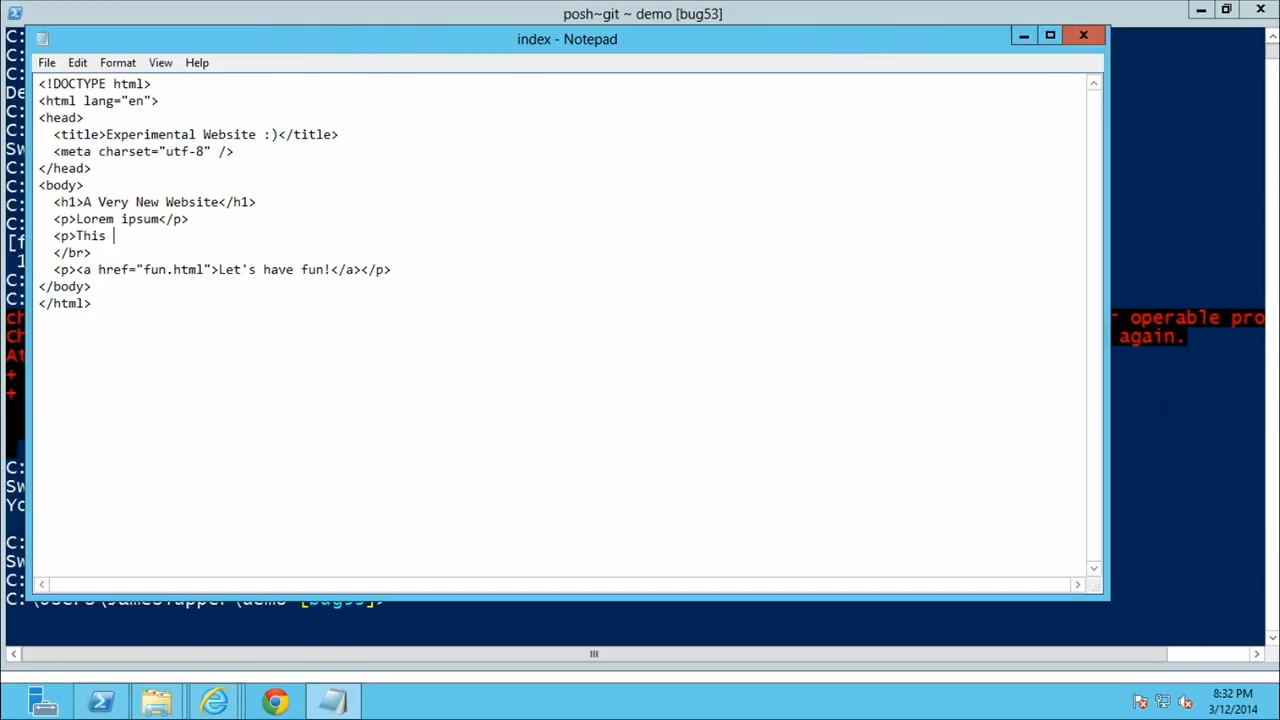 posh~git ~ demo [bug53]
index - Notepad
File Edit Format View Help
<!DOCTYPE html>
<html lang="en">
<head>
<title>Experimental Website :)</title>
<meta charset="utf-8" />
</head>
<body>
<h1>A Very New Website</h1>
<p>Lorem ipsum</p>
<p>This
</br>
<p><a href="fun.html">Let's have fun!</a></p>
</body>
</html>
operable pro
again.
8:32 PM
3/12/2014